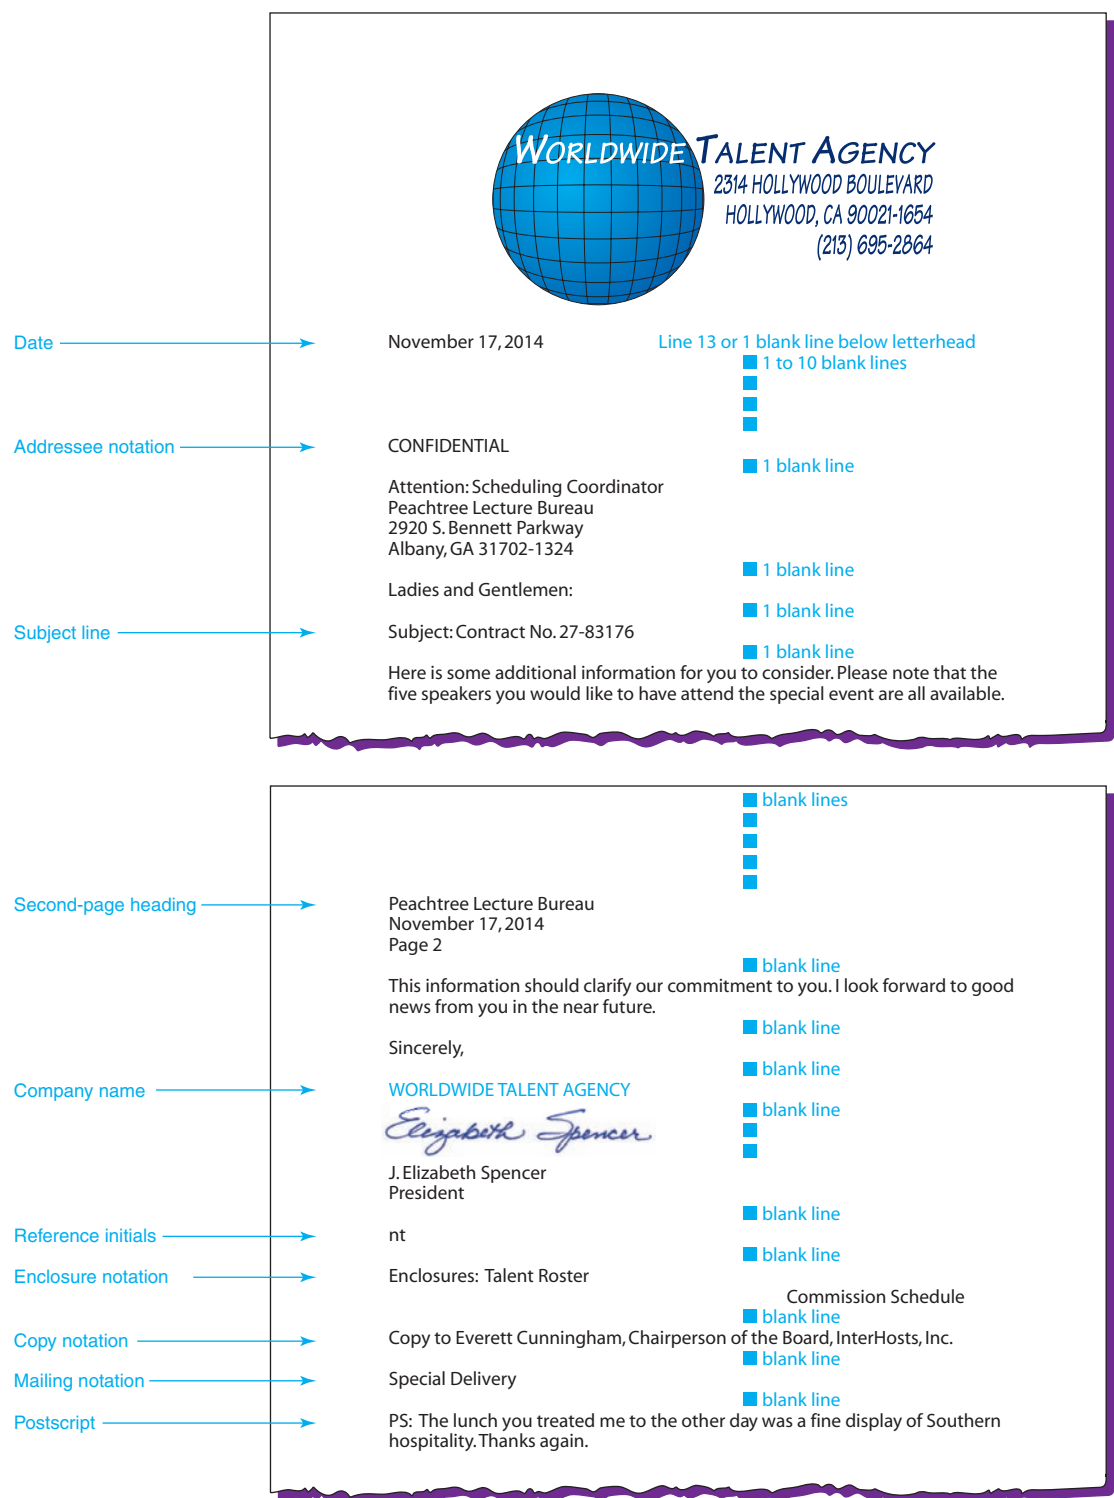 WORLDWIDE TALENT AGENCY
2314 HOLLYWOOD BOULEVARD
HOLLYWOOD, CA 90021-1654
(213) 695-2864
Date
November 17, 2014
Line 13 or 1 blank line below letterhead
1 to 10 blank lines
Addressee notation
CONFIDENTIAL
1 blank line
Attention: Scheduling Coordinator
Peachtree Lecture Bureau
2920 S. Bennett Parkway
Albany, GA 31702-1324
1 blank line
Ladies and Gentlemen:
1 blank line
Subject line
Subject: Contract No. 27-83176
1 blank line
Here is some additional information for you to consider. Please note that the
five speakers you would like to have attend the special event are all available.
blank lines
Second-page heading
Peachtree Lecture Bureau
November 17, 2014
Page 2
blank line
This information should clarify our commitment to you. I look forward to good
news from you in the near future.
blank line
Sincerely,
blank line
Company name
WORLDWIDE TALENT AGENCY
blank line
Elizabeth Spencer
J. Elizabeth Spencer
President
blank line
Reference initials
nt
blank line
Enclosure notation
Enclosures: Talent Roster
Commission Schedule
blank line
Copy notation
Copy to Everett Cunningham, Chairperson of the Board, InterHosts, Inc.
blank line
Mailing notation
Special Delivery
blank line
Postscript
PS: The lunch you treated me to the other day was a fine display of Southern
hospitality. Thanks again.